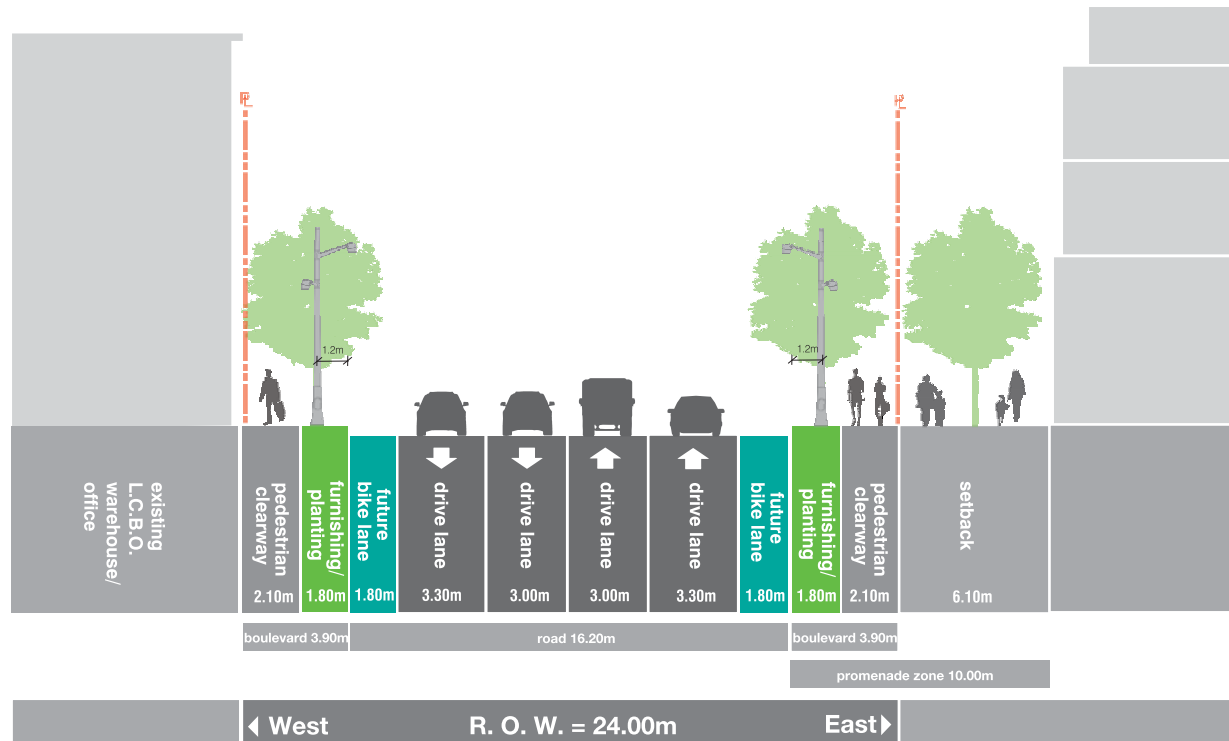 PL
PL
1.2m
1.2m
existing
L.C.B.O.
warehouse/
office
pedestrian
clearway
2.10m
furnishing/
planting
1.80m
future
bike lane
1.80m
drive lane
3.30m
drive lane
3.00m
drive lane
3.00m
drive lane
3.30m
future
bike lane
1.80m
furnishing/
planting
1.80m
pedestrian
clearway
2.10m
setback
6.10m
boulevard 3.90m
road 16.20m
boulevard 3.90m
promenade zone 10.00m
West
R. O. W. = 24.00m
East